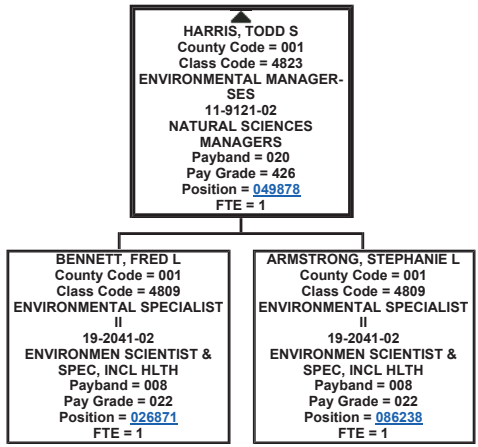 HARRIS, TODD S
County Code = 001
Class Code = 4823
ENVIRONMENTAL MANAGER-
SES
11-9121-02
NATURAL SCIENCES
MANAGERS
Payband = 020
Pay Grade = 426
Position = 049878
FTE = 1
BENNETT, FRED L
County Code = 001
Class Code = 4809
ENVIRONMENTAL SPECIALIST
II
19-2041-02
ENVIRONMEN SCIENTIST &
SPEC, INCL HLTH
Payband = 008
Pay Grade = 022
Position = 026871
FTE = 1
ARMSTRONG, STEPHANIE L
County Code = 001
Class Code = 4809
ENVIRONMENTAL SPECIALIST
II
19-2041-02
ENVIRONMEN SCIENTIST &
SPEC, INCL HLTH
Payband = 008
Pay Grade = 022
Position = 086238
FTE = 1